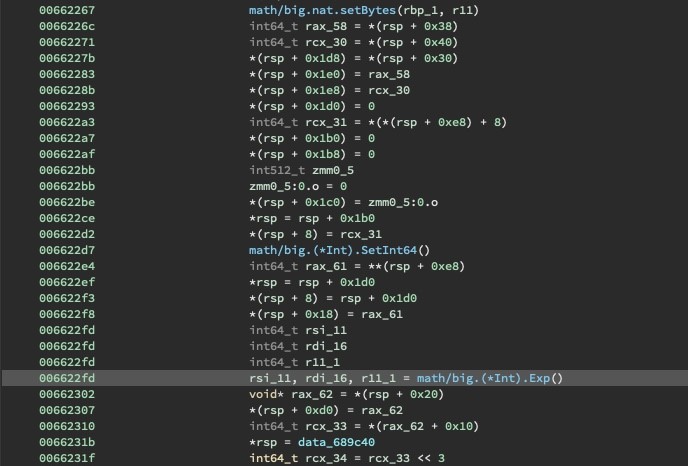 00662267 math/big.nat.setBytes(rbp_1, r11)
0066226c int64_t rax_58 = *(rsp + 0x38)
00662271 int64_t rcx_30 = *(rsp + 0x40)
0066227b *(rsp + 0x1d8) = *(rsp + 0x30)
00662283 *(rsp + 0x1e0) = rax_58
0066228b *(rsp + 0x1e8) = rcx_30
00662293 *(rsp + 0x1d0) = 0
006622a3 int64_t rcx_31 = *(*(rsp + 0xe8) + 8)
006622a7 *(rsp + 0x1b0) = 0
006622af *(rsp + 0x1b8) = 0
006622bb int512_t zmm0_5
006622bb zmm0_5:0.o = 0
006622be *(rsp + 0x1c0) = zmm0_5:0.o
006622ce *rsp = rsp + 0x1b0
006622d2 *(rsp + 8) = rcx_31
006622d7 math/big.(*Int).SetInt64()
006622e4 int64_t rax_61 = **(rsp + 0xe8)
006622ef *rsp = rsp + 0x1d0
006622f3 *(rsp + 8) = rsp + 0x1d0
006622f8 *(rsp + 0x18) = rax_61
006622fd int64_t rsi_11
006622fd int64_t rdi_16
006622fd int64_t r11_1
006622fd rsi_11, rdi_16, r11_1 = math/big.(*Int).Exp()
00662302 void* rax_62 = *(rsp + 0x20)
00662307 *(rsp + 0xd0) = rax_62
00662310 int64_t rcx_33 = *(rax_62 + 0x10)
0066231b *rsp = data_689c40
0066231f int64_t rcx_34 = rcx_33 << 3